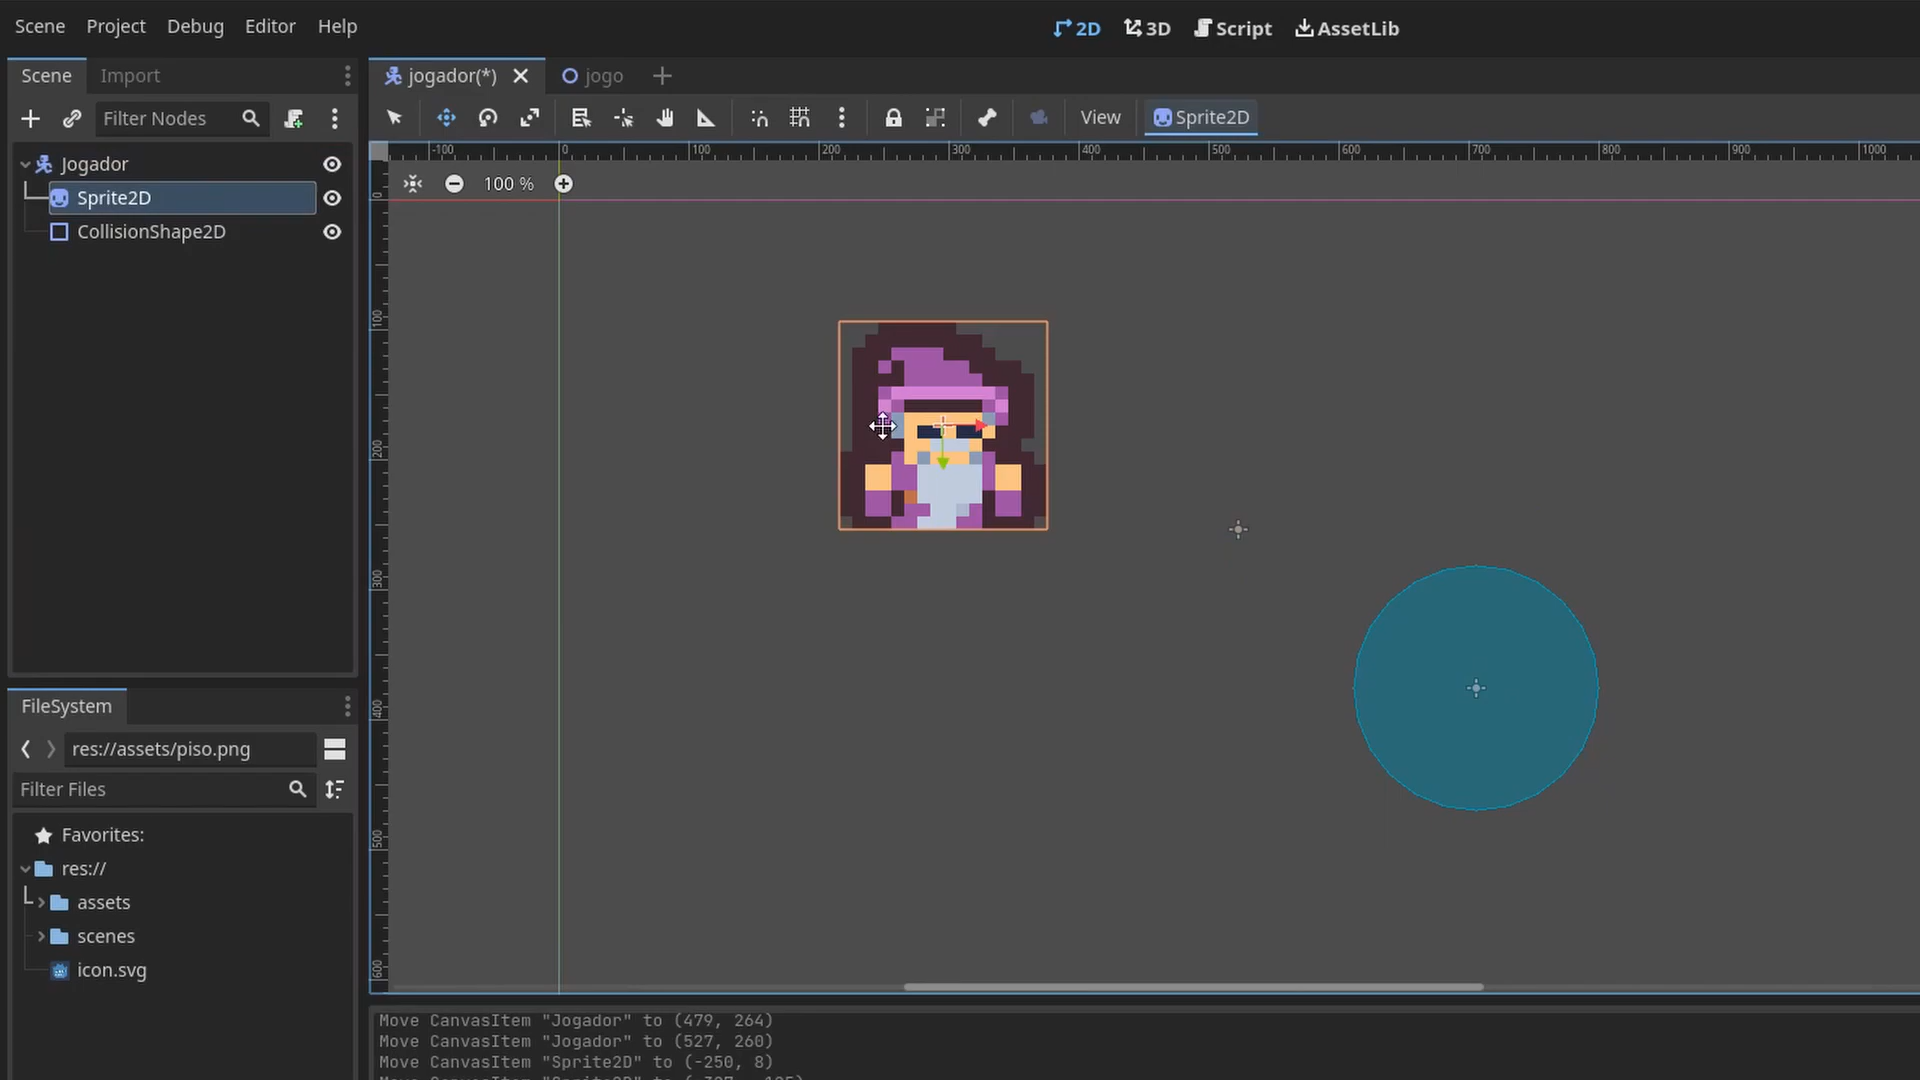 Scene Project Debug Editor Help
2D 3D Script AssetLib
Scene Import
jogador(*) jogo
Filter Nodes
View Sprite2D
-100 0 100 200 300 400 500 600 700 800 900 1000
100 %
Jogador
Sprite2D
CollisionShape2D
0
100
200
300
400
500
600
FileSystem
res://assets/piso.png
Filter Files
Favorites:
res://
assets
scenes
icon.svg
Move CanvasItem "Jogador" to (479, 264)
Move CanvasItem "Jogador" to (527, 260)
Move CanvasItem "Sprite2D" to (-250, 8)